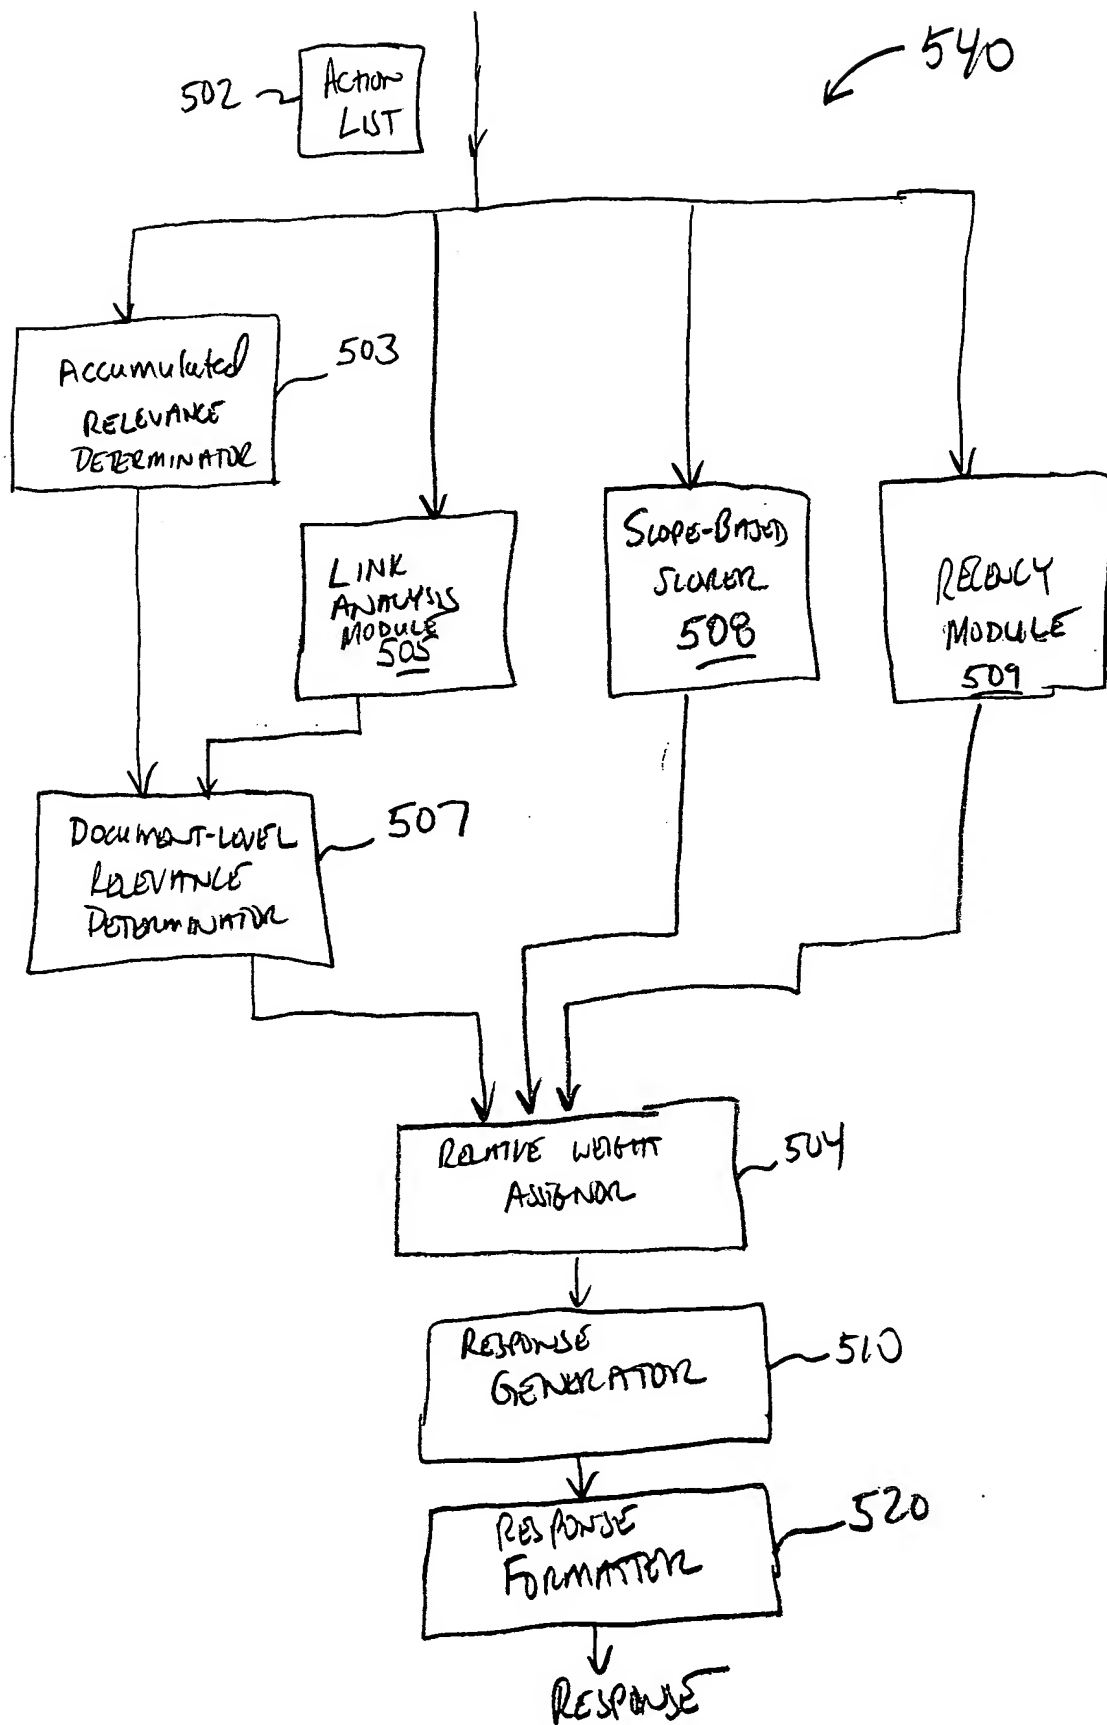 540
502
ACTION
LIST
Accumulated
RELEVANCE
DETERMINATOR
503
LINK
ANALYSIS
MODULE
505
SCOPE-BASED
SCORER
508
RECENCY
MODULE
509
DOCUMENT-LEVEL
RELEVANCE
DETERMINATOR
507
RELATIVE WEIGHT
ASSIGNOR
504
RESPONSE
GENERATOR
510
RESPONSE
FORMATTER
520
RESPONSE